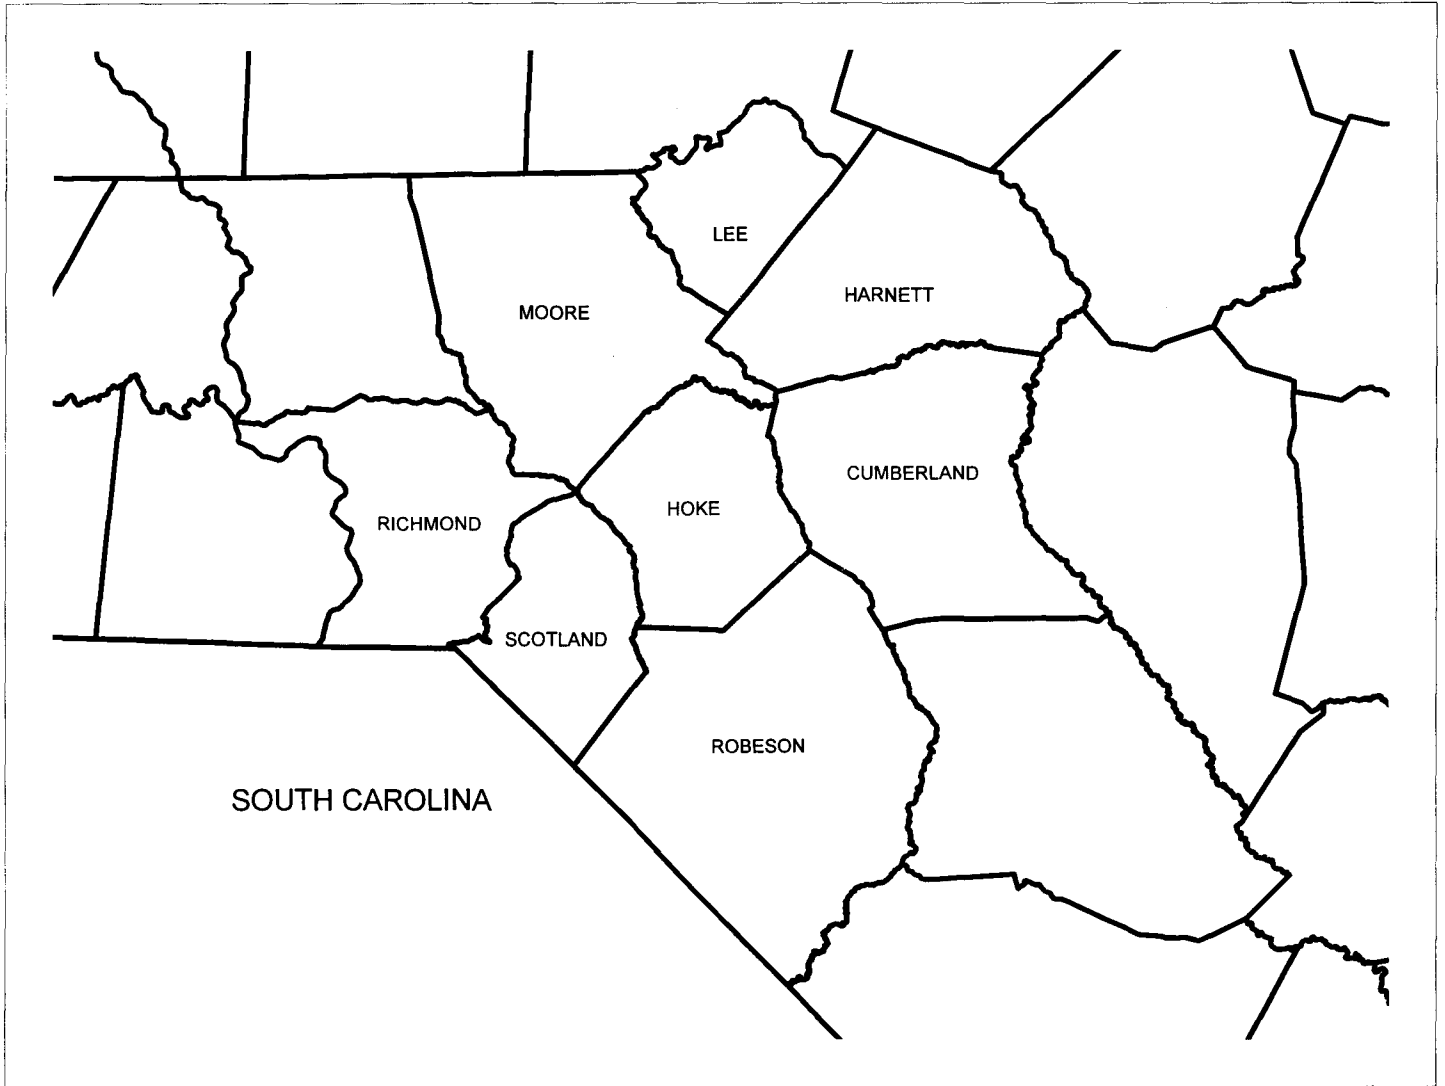 LEE
HARNETT
MOORE
CUMBERLAND
HOKE
RICHMOND
SCOTLAND
ROBESON
SOUTH CAROLINA